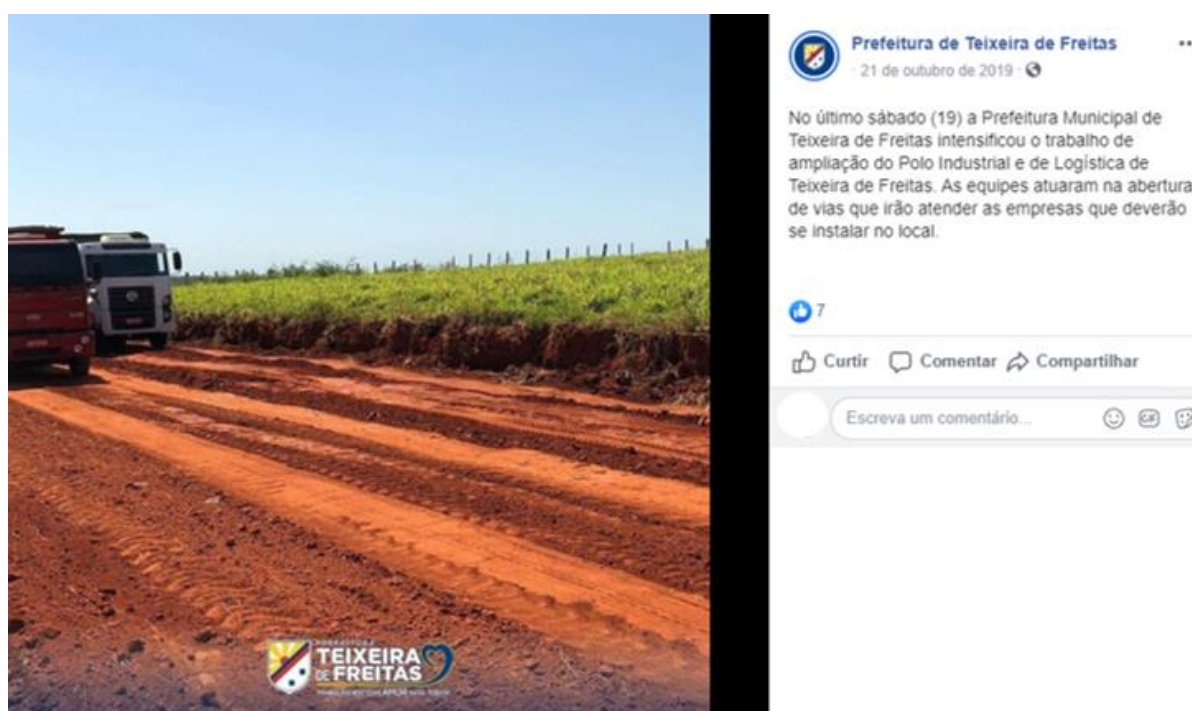 Prefeitura de Teixeira de Freitas
21 de outubro de 2019
No último sábado (19) a Prefeitura Municipal de
Teixeira de Freitas intensificou o trabalho de
ampliação do Polo Industrial e de Logística de
Teixeira de Freitas. As equipes atuaram na abertura
de vias que irão atender as empresas que deverão
se instalar no local.
7
Curtir Comentar Compartilhar
Escreva um comentário...
GIF
PREFEITURA
TEIXEIRA
DE FREITAS